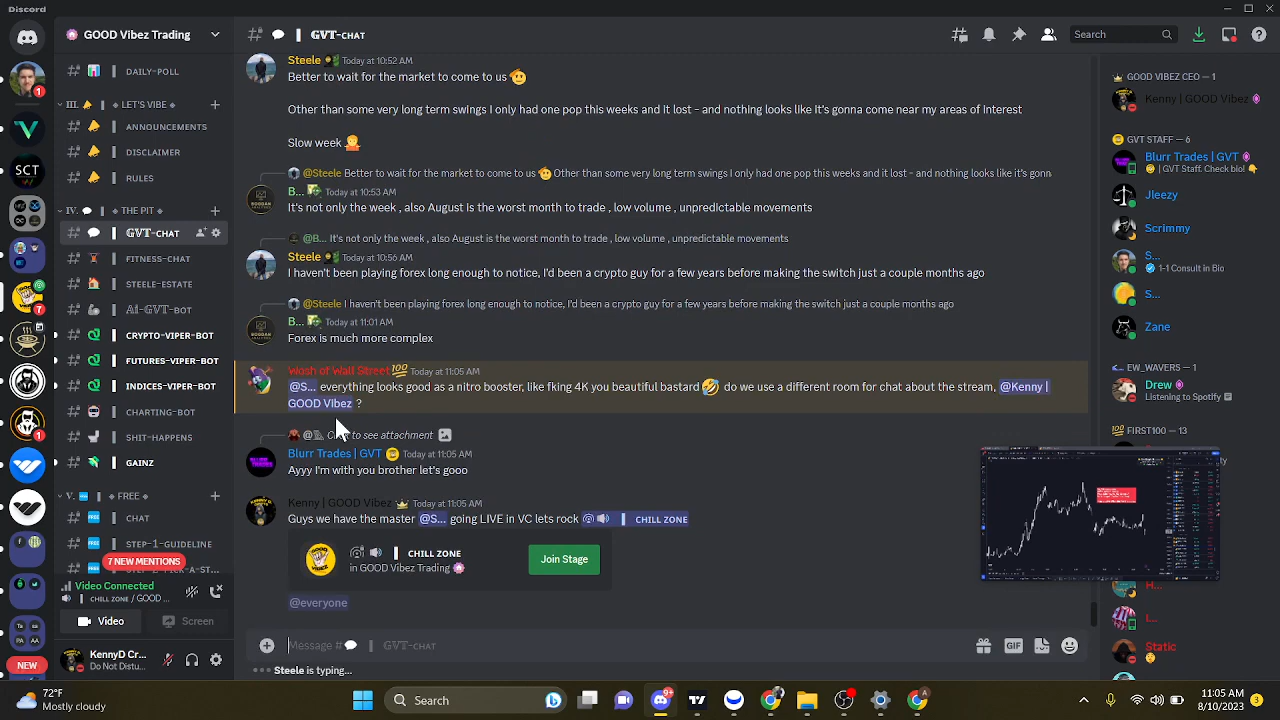 Discord
GOOD Vibez Trading
DAILY-POLL
III.
LET'S VIBE
ANNOUNCEMENTS
DISCLAIMER
RULES
IV.
THE PIT
GVT-CHAT
FITNESS-CHAT
STEELE-ESTATE
AI-GVT-BOT
CRYPTO-VIPER-BOT
FUTURES-VIPER-BOT
INDICES-VIPER-BOT
CHARTING-BOT
SHIT-HAPPENS
GAINZ
V.
FREE
CHAT
STEP-1-GUIDELINE
7 NEW MENTIONS
Video Connected
CHILL ZONE / GOOD ...
Video
Screen
KennyD Cr...
Do Not Distu...
SCT
NEW
GVT-CHAT
Search
Steele Today at 10:52 AM
Better to wait for the market to come to us
Other than some very long term swings I only had one pop this weeks and it lost - and nothing looks like it's gonna come near my areas of interest
Slow week
@Steele Better to wait for the market to come to us Other than some very long term swings I only had one pop this weeks and it lost - and nothing looks like it's gonna
B... Today at 10:53 AM
It's not only the week , also August is the worst month to trade , low volume , unpredictable movements
@B... It's not only the week , also August is the worst month to trade , low volume , unpredictable movements
Steele Today at 10:56 AM
I haven't been playing forex long enough to notice, I'd been a crypto guy for a few years before making the switch just a couple months ago
@Steele I haven't been playing forex long enough to notice, I'd been a crypto guy for a few years before making the switch just a couple months ago
B... Today at 11:01 AM
Forex is much more complex
Wash of Wall Street Today at 11:05 AM
@S... everything looks good as a nitro booster, like fking 4K you beautiful bastard do we use a different room for chat about the stream, @Kenny |
GOOD VIbez ?
to see attachment
Blurr Trades | GVT Today at 11:05 AM
Ayyy I'm with you brother let's gooo
Kenny | GOOD Vibez Today at 11:05 AM
Guys we have the master @S... going LIVE in VC lets rock @ CHILL ZONE
CHILL ZONE
in GOOD Vibez Trading
Join Stage
@everyone
Message # GVT-CHAT
GIF
Steele is typing...
GOOD VIBEZ CEO — 1
Kenny | GOOD Vibez
GVT STAFF — 6
Blurr Trades | GVT
| GVT Staff. Check bio!
Jleezy
Scrimmy
S...
1-1 Consult in Bio
S...
Zane
EW_WAVERS — 1
Drew
Listening to Spotify
FIRST100 — 13
H...
I...
Static
72°F
Mostly cloudy
Search
11:05 AM
8/10/2023